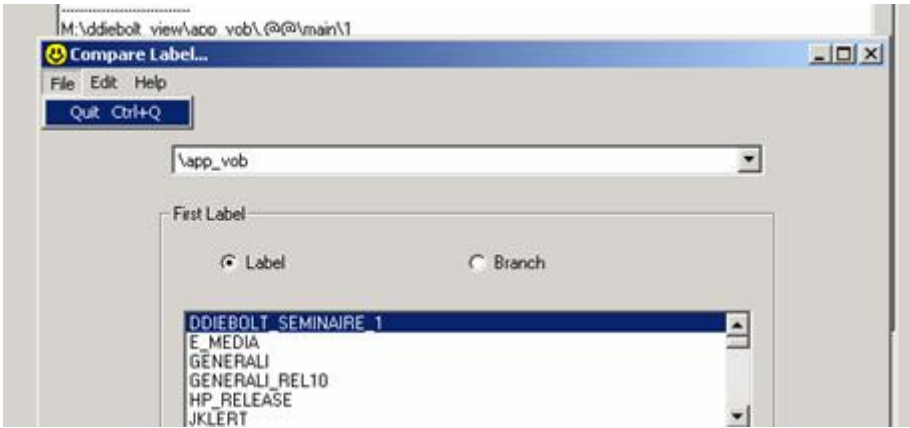 M:\ddiebolt_view\app_vob\.@@\main\1
Compare Label...
File Edit Help
Quit Ctrl+Q
\app_vob
First Label
Label Branch
DDIEBOLT_SEMINAIRE_1
E_MEDIA
GENERALI
GENERALI_REL10
HP_RELEASE
JKLERT